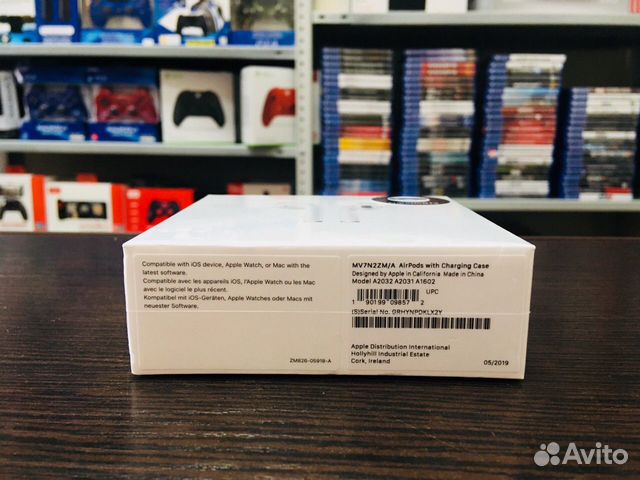 Compatible with iOS device, Apple Watch, or Mac with the
latest software.
Compatible avec les appareils iOS, l'Apple Watch ou les Mac
avec le logiciel le plus récent.
Kompatibel mit iOS-Geräten, Apple Watches oder Macs mit
neuester Software.
ZM826-05918-A
MV7N2ZM/A AirPods with Charging Case
Designed by Apple in California Made in China
Model A2032 A2031 A1602
UPC
1 90199 09857 2
(S)Serial No. GRHYNPDKLX2Y
Apple Distribution International
Hollyhill Industrial Estate
Cork, Ireland
05/2019
Avito